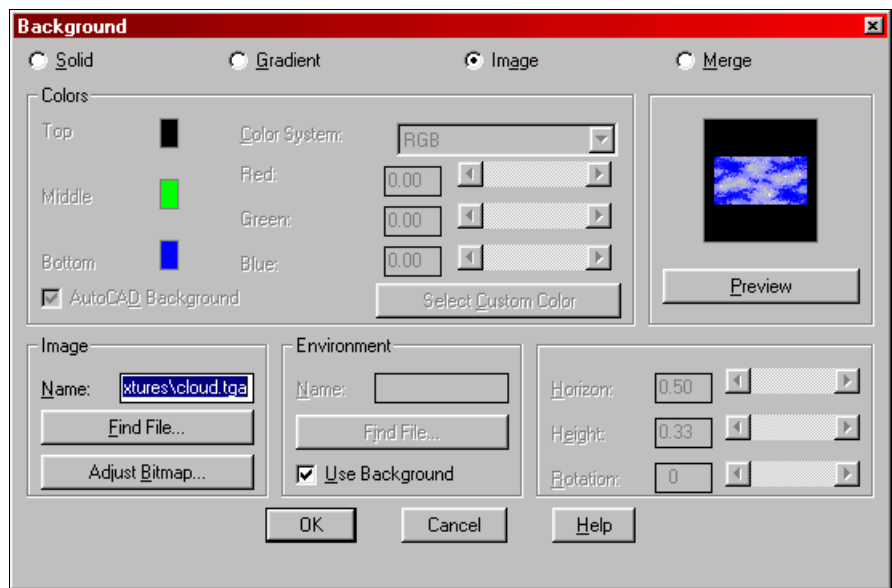 Background
Solid Gradient Image Merge
Colors
Top Color System: RGB
Red: 0.00
Middle
Green: 0.00
Bottom Blue: 0.00
AutoCAD Background Select Custom Color
Preview
Image
Name: xtures\cloud.tga
Find File...
Adjust Bitmap...
Environment
Name:
Find File...
Use Background
Horizon: 0.50
Height: 0.33
Rotation: 0
OK Cancel Help